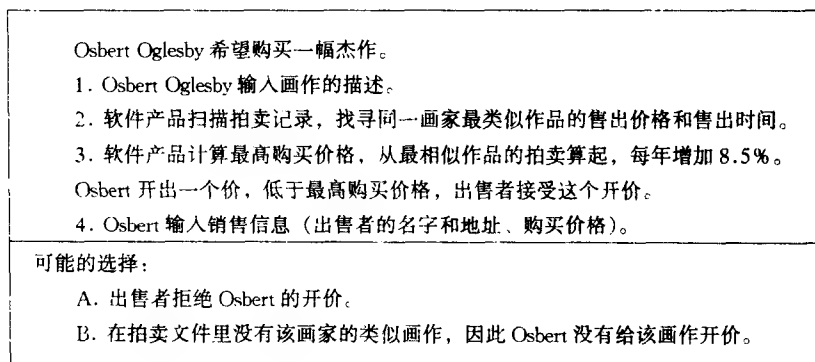 Osbert Oglesby 希望购买一幅杰作。
1. Osbert Oglesby 输入画作的描述。
2. 软件产品扫描拍卖记录，找寻同一画家最类似作品的售出价格和售出时间。
3. 软件产品计算最高购买价格，从最相似作品的拍卖算起，每年增加 8.5%。
Osbert 开出一个价，低于最高购买价格，出售者接受这个开价。
4. Osbert 输入销售信息（出售者的名字和地址、购买价格）。
可能的选择：
A. 出售者拒绝 Osbert 的开价。
B. 在拍卖文件里没有该画家的类似画作，因此 Osbert 没有给该画作开价。